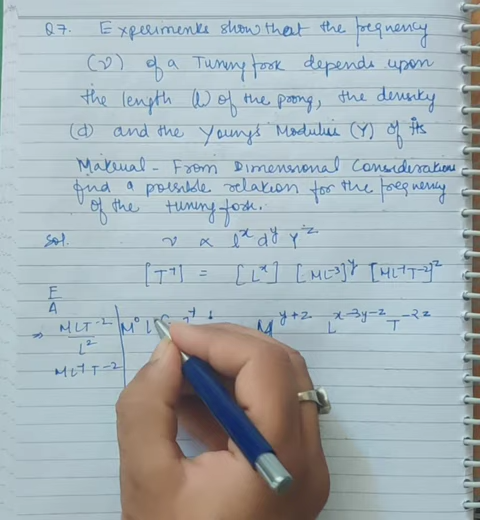 Q7. Experiments show that the frequency
(ν) of a Tuning fork depends upon
the length (l) of the prong, the density
(d) and the Young's Modulus (Y) of its
Material - From Dimensional Considerations
find a possible relation for the frequency
of the tuning fork.
Sol. ν ∝ l^x d^y Y^z
[T^-1] = [L^x] [ML^-3]^y [ML^-1T^-2]^z
F/A
⇒ MLT^-2/L^2
M^0 L M^y+z L^x-3y-z T^-2z
ML^-1T^-2